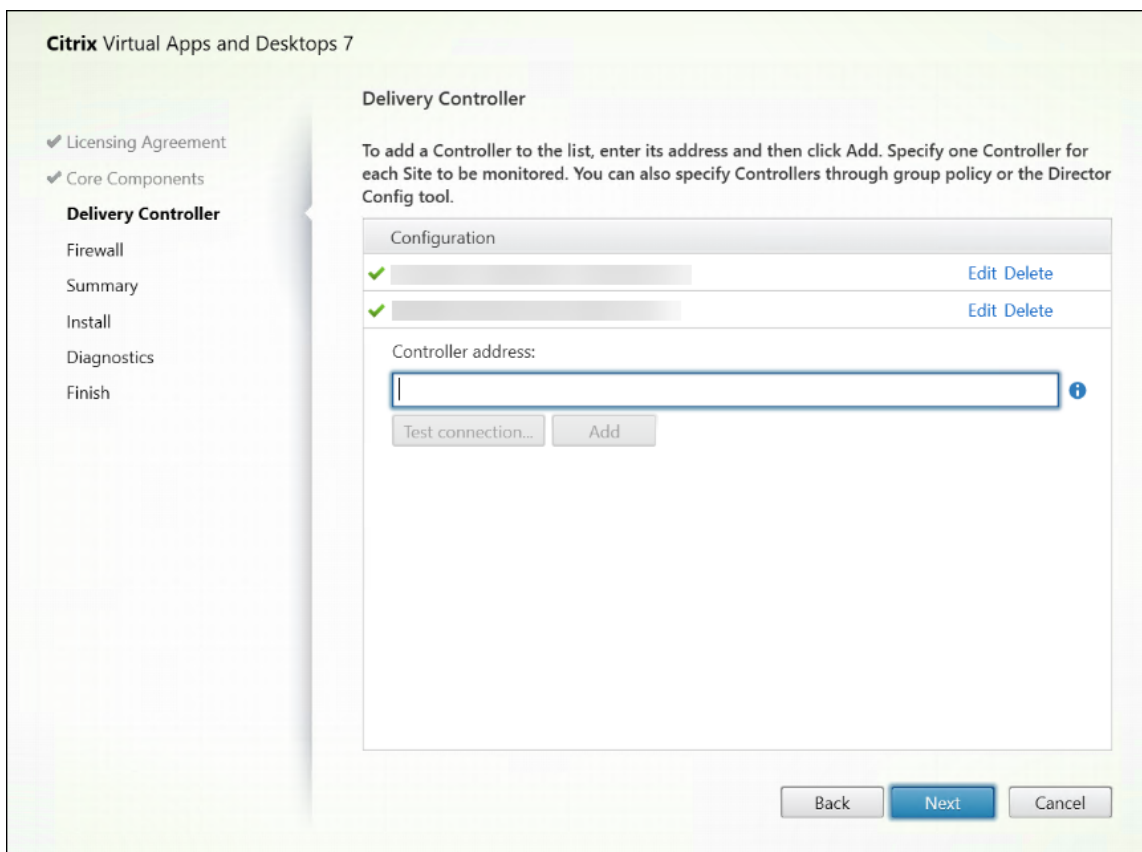 Citrix Virtual Apps and Desktops 7
Licensing Agreement
Core Components
Delivery Controller
Firewall
Summary
Install
Diagnostics
Finish
Delivery Controller
To add a Controller to the list, enter its address and then click Add. Specify one Controller for
each Site to be monitored. You can also specify Controllers through group policy or the Director
Config tool.
Configuration
Edit Delete
Edit Delete
Controller address:
Test connection... Add
Back Next Cancel